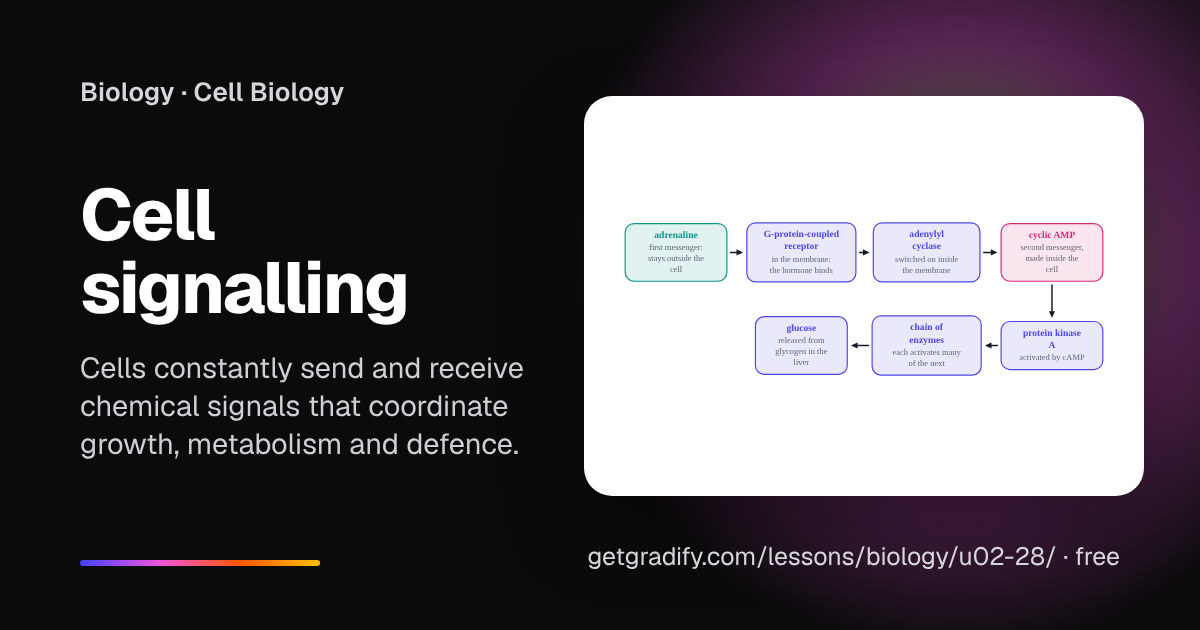 Biology · Cell Biology
Cell
signalling
Cells constantly send and receive
chemical signals that coordinate
growth, metabolism and defence.
adrenaline
first messenger:
stays outside the
cell
G-protein-coupled
receptor
in the membrane:
the hormone binds
adenylyl
cyclase
switched on inside
the membrane
cyclic AMP
second messenger,
made inside the
cell
protein kinase
A
activated by cAMP
chain of
enzymes
each activates many
of the next
glucose
released from
glycogen in the
liver
getgradify.com/lessons/biology/u02-28/ · free